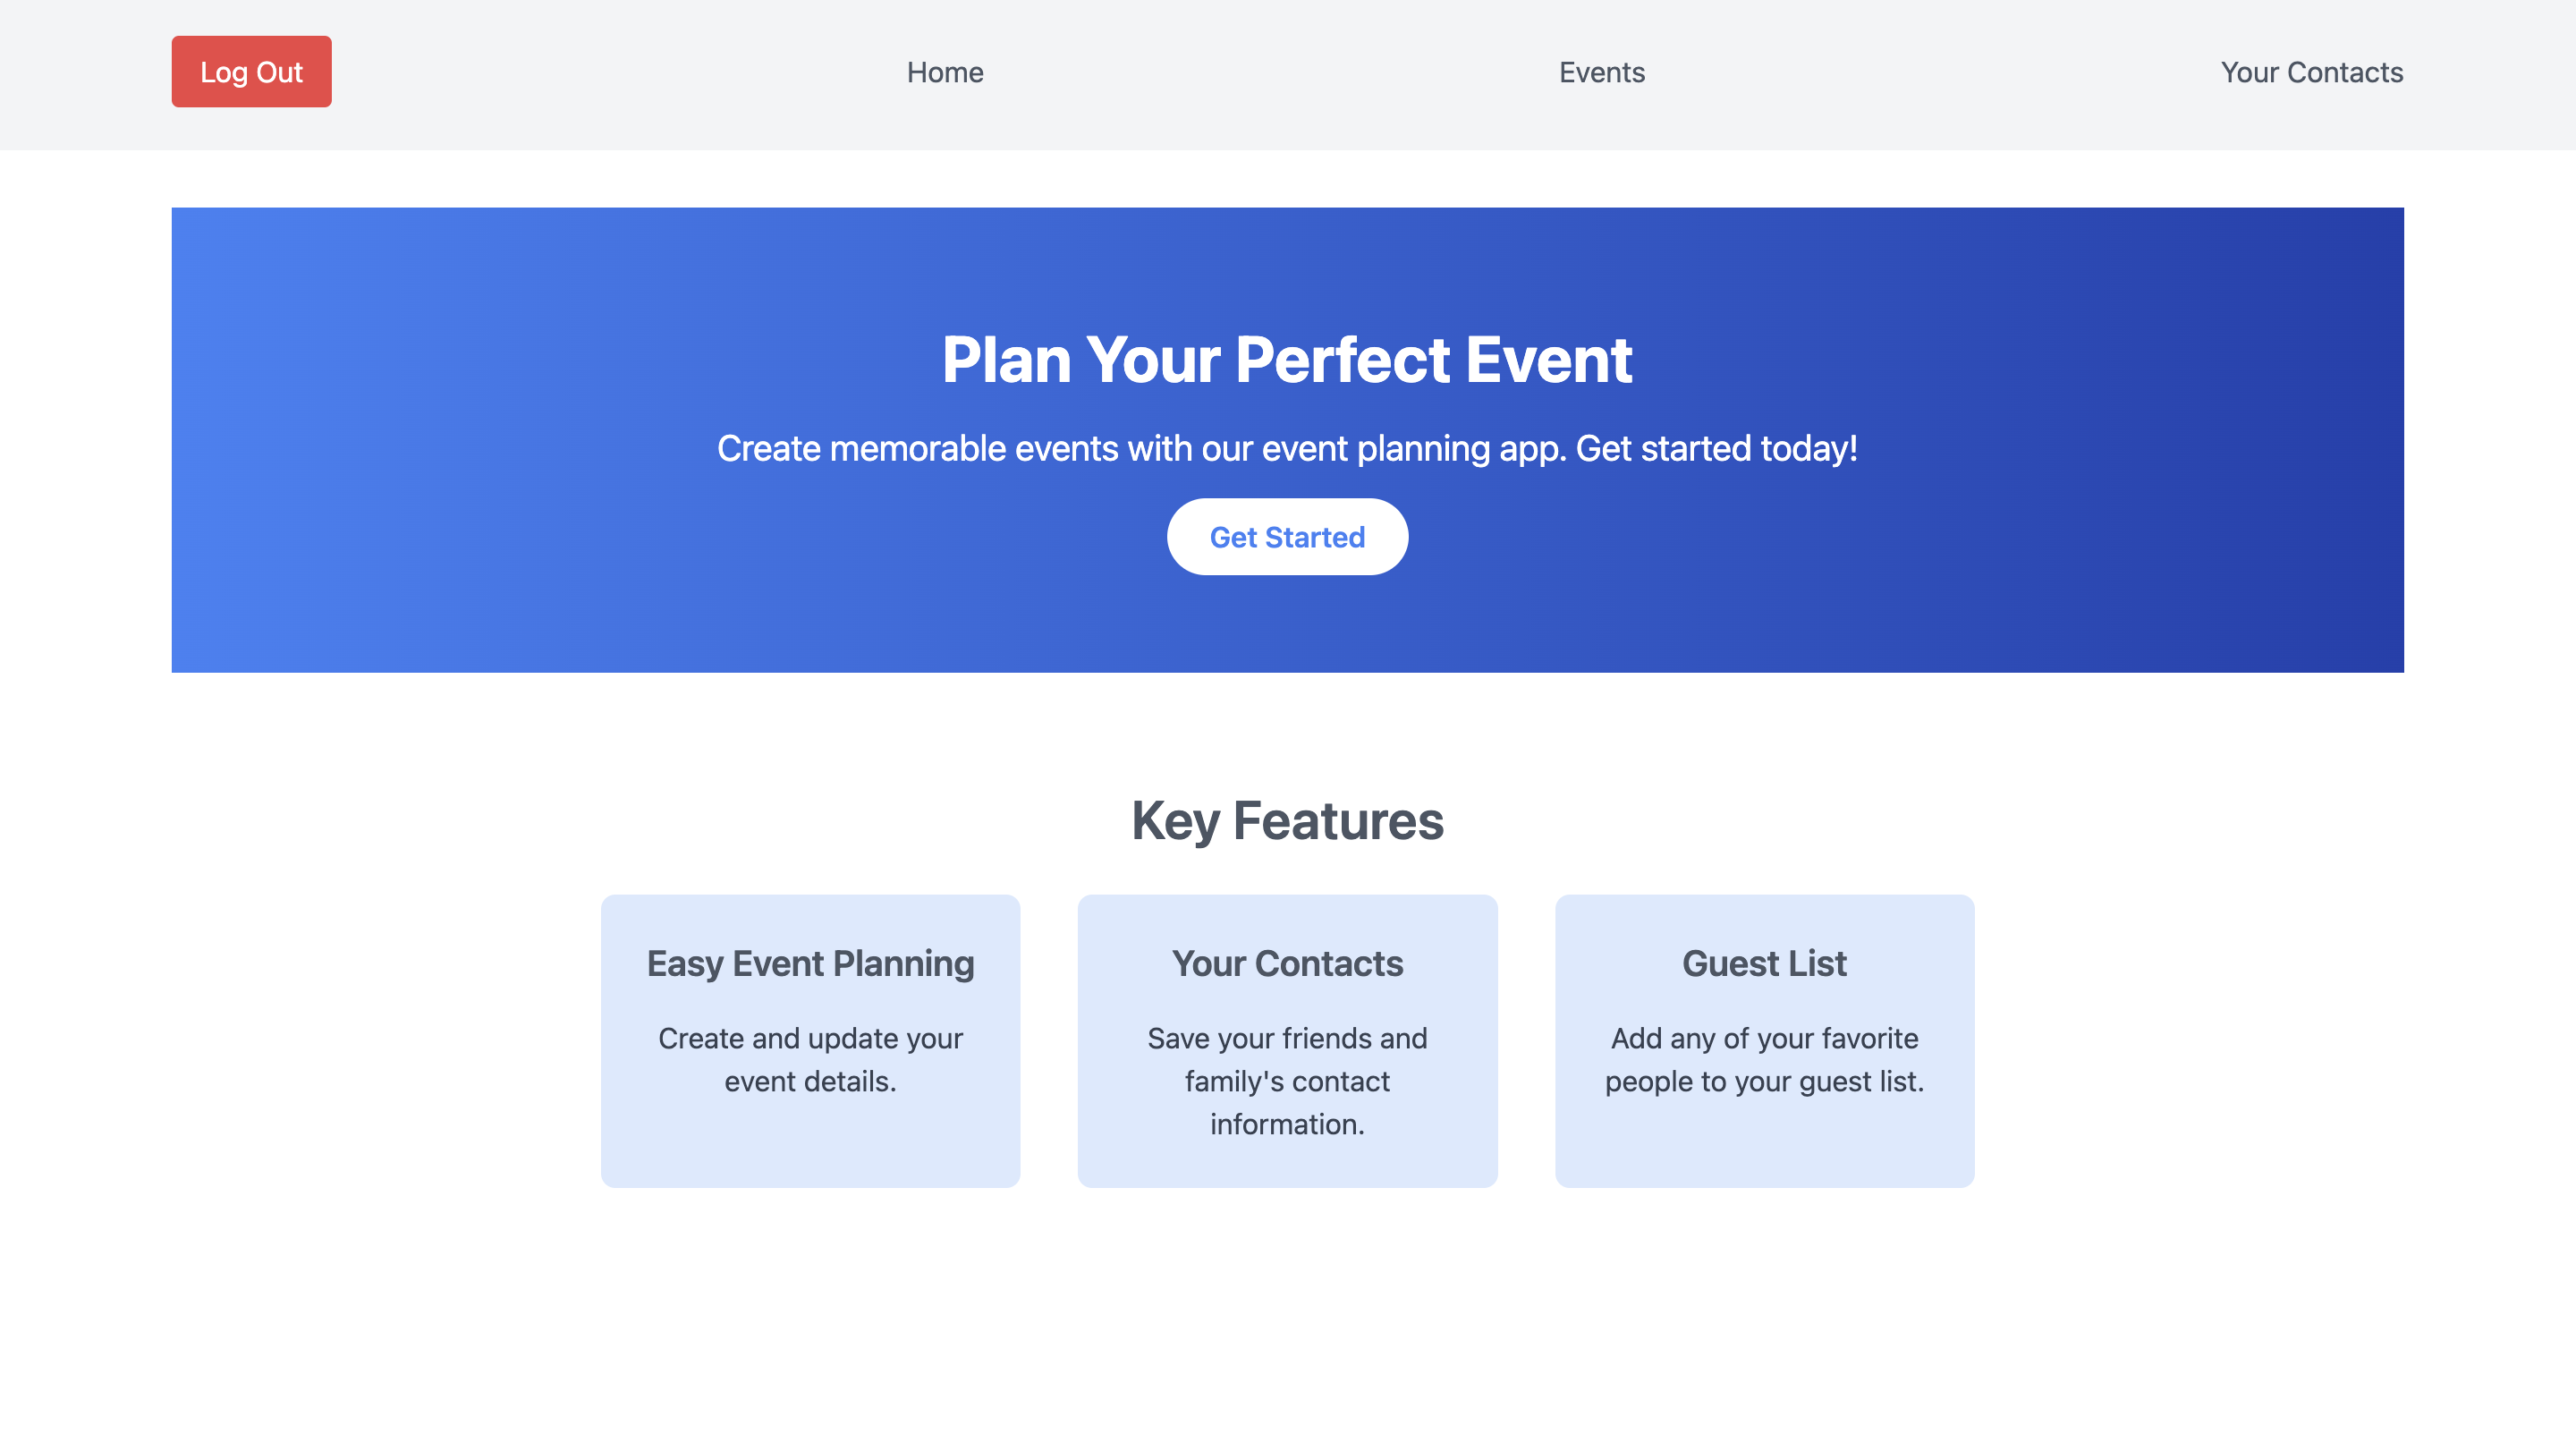 Log Out
Home
Events
Your Contacts
Plan Your Perfect Event
Create memorable events with our event planning app. Get started today!
Get Started
Key Features
Easy Event Planning
Create and update your
event details.
Your Contacts
Save your friends and
family's contact
information.
Guest List
Add any of your favorite
people to your guest list.